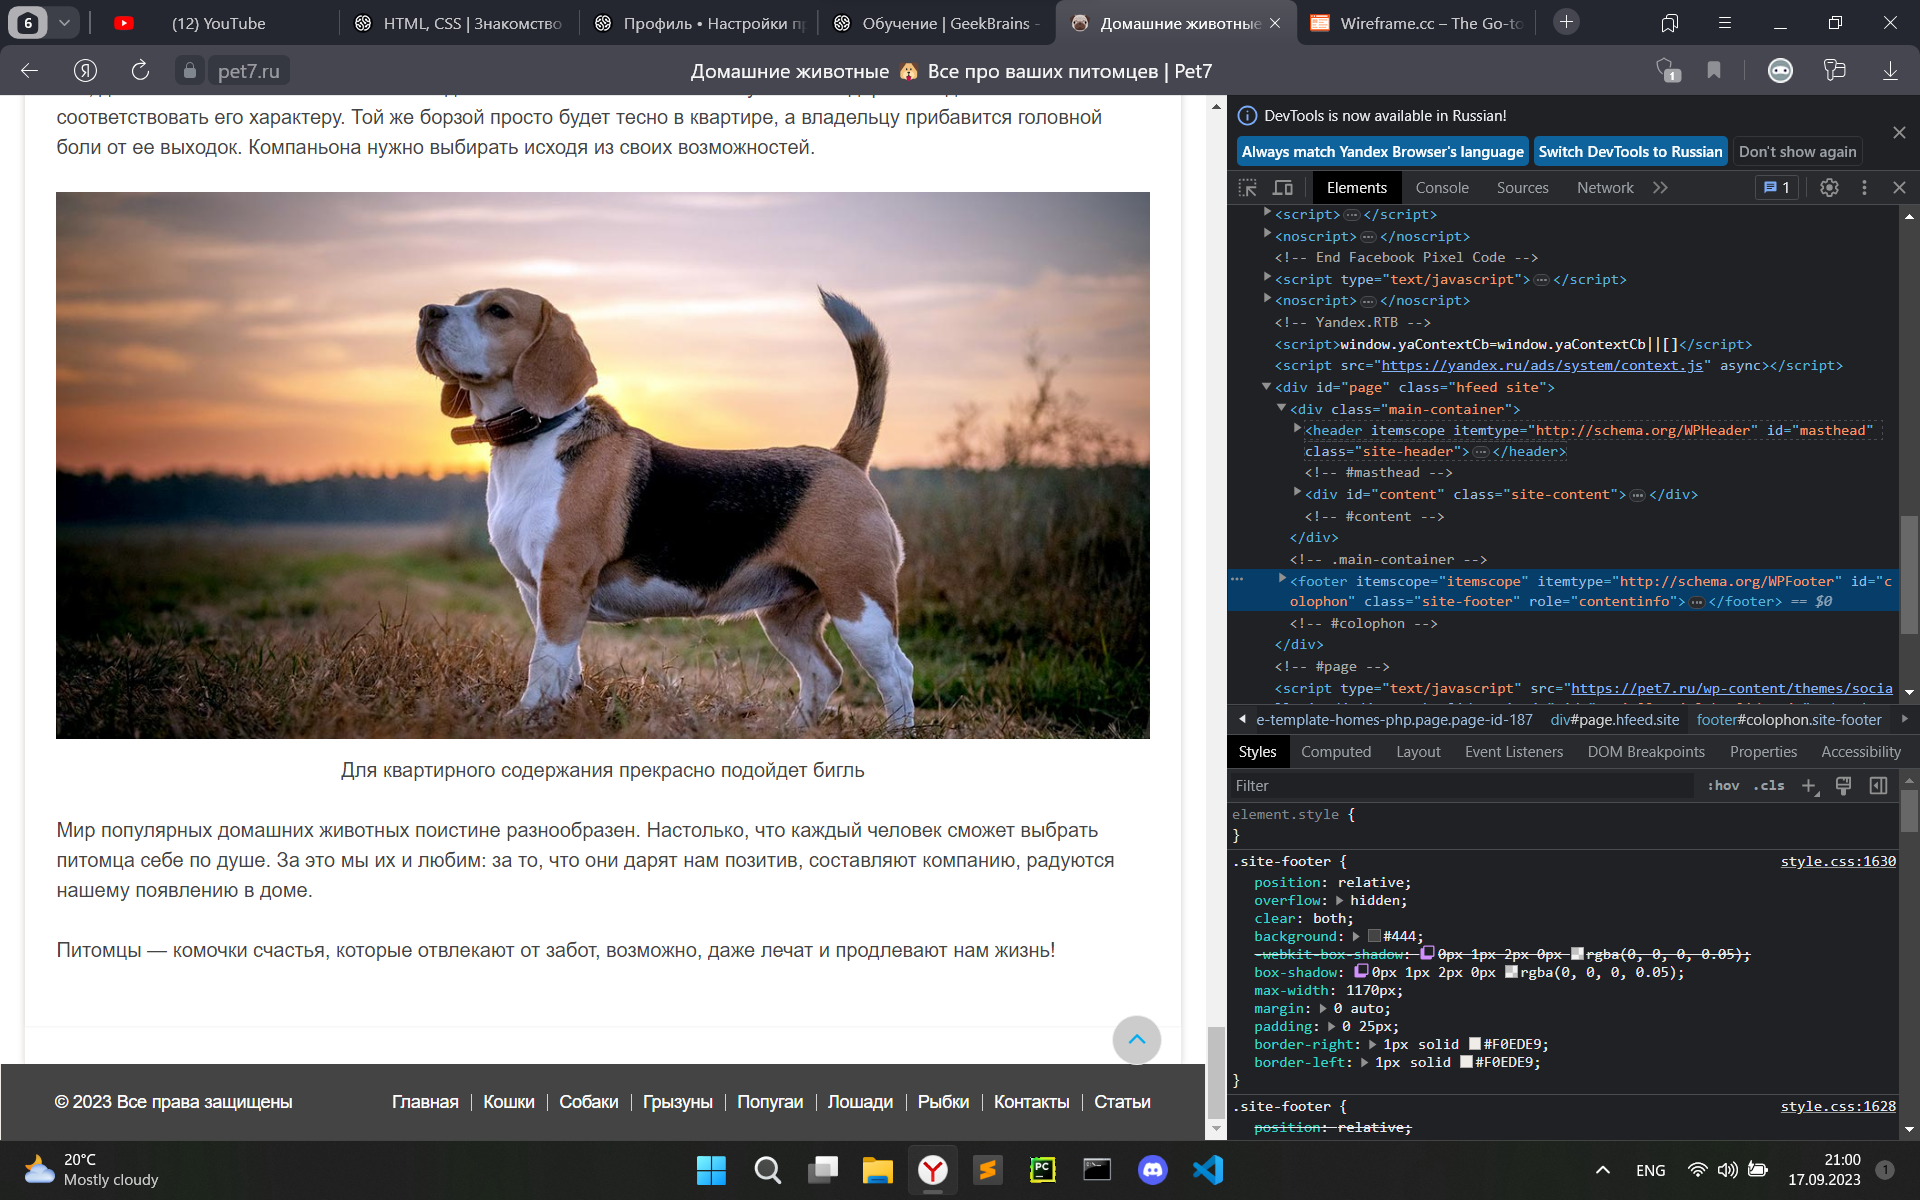 6
(12) YouTube
HTML, CSS | Знакомство
Профиль • Настройки п
Обучение | GeekBrains -
Домашние животные
Wireframe.cc – The Go-to
pet7.ru
Домашние животные 🐶 Все про ваших питомцев | Pet7
1
соответствовать его характеру. Той же борзой просто будет тесно в квартире, а владельцу прибавится головной
боли от ее выходок. Компаньона нужно выбирать исходя из своих возможностей.
Для квартирного содержания прекрасно подойдет бигль
Мир популярных домашних животных поистине разнообразен. Настолько, что каждый человек сможет выбрать
питомца себе по душе. За это мы их и любим: за то, что они дарят нам позитив, составляют компанию, радуются
нашему появлению в доме.
Питомцы — комочки счастья, которые отвлекают от забот, возможно, даже лечат и продлевают нам жизнь!
© 2023 Все права защищены
Главная | Кошки | Собаки | Грызуны | Попугаи | Лошади | Рыбки | Контакты | Статьи
DevTools is now available in Russian!
Always match Yandex Browser's language
Switch DevTools to Russian
Don't show again
Elements
Console
Sources
Network
1
<script>…</script>
<noscript>…</noscript>
<!-- End Facebook Pixel Code -->
<script type="text/javascript">…</script>
<noscript>…</noscript>
<!-- Yandex.RTB -->
<script>window.yaContextCb=window.yaContextCb||[]</script>
<script src="https://yandex.ru/ads/system/context.js" async></script>
<div id="page" class="hfeed site">
<div class="main-container">
<header itemscope itemtype="http://schema.org/WPHeader" id="masthead"
class="site-header">…</header>
<!-- #masthead -->
<div id="content" class="site-content">…</div>
<!-- #content -->
</div>
<!-- .main-container -->
<footer itemscope="itemscope" itemtype="http://schema.org/WPFooter" id="c
olophon" class="site-footer" role="contentinfo">…</footer> == $0
<!-- #colophon -->
</div>
<!-- #page -->
<script type="text/javascript" src="https://pet7.ru/wp-content/themes/socia
e-template-homes-php.page.page-id-187
div#page.hfeed.site
footer#colophon.site-footer
Styles
Computed
Layout
Event Listeners
DOM Breakpoints
Properties
Accessibility
Filter
:hov
.cls
element.style {
}
.site-footer {
style.css:1630
position: relative;
overflow: hidden;
clear: both;
background: #444;
-webkit-box-shadow: 0px 1px 2px 0px rgba(0, 0, 0, 0.05);
box-shadow: 0px 1px 2px 0px rgba(0, 0, 0, 0.05);
max-width: 1170px;
margin: 0 auto;
padding: 0 25px;
border-right: 1px solid #F0EDE9;
border-left: 1px solid #F0EDE9;
}
.site-footer {
style.css:1628
position: relative;
20°C
Mostly cloudy
PC
ENG
21:00
17.09.2023
1